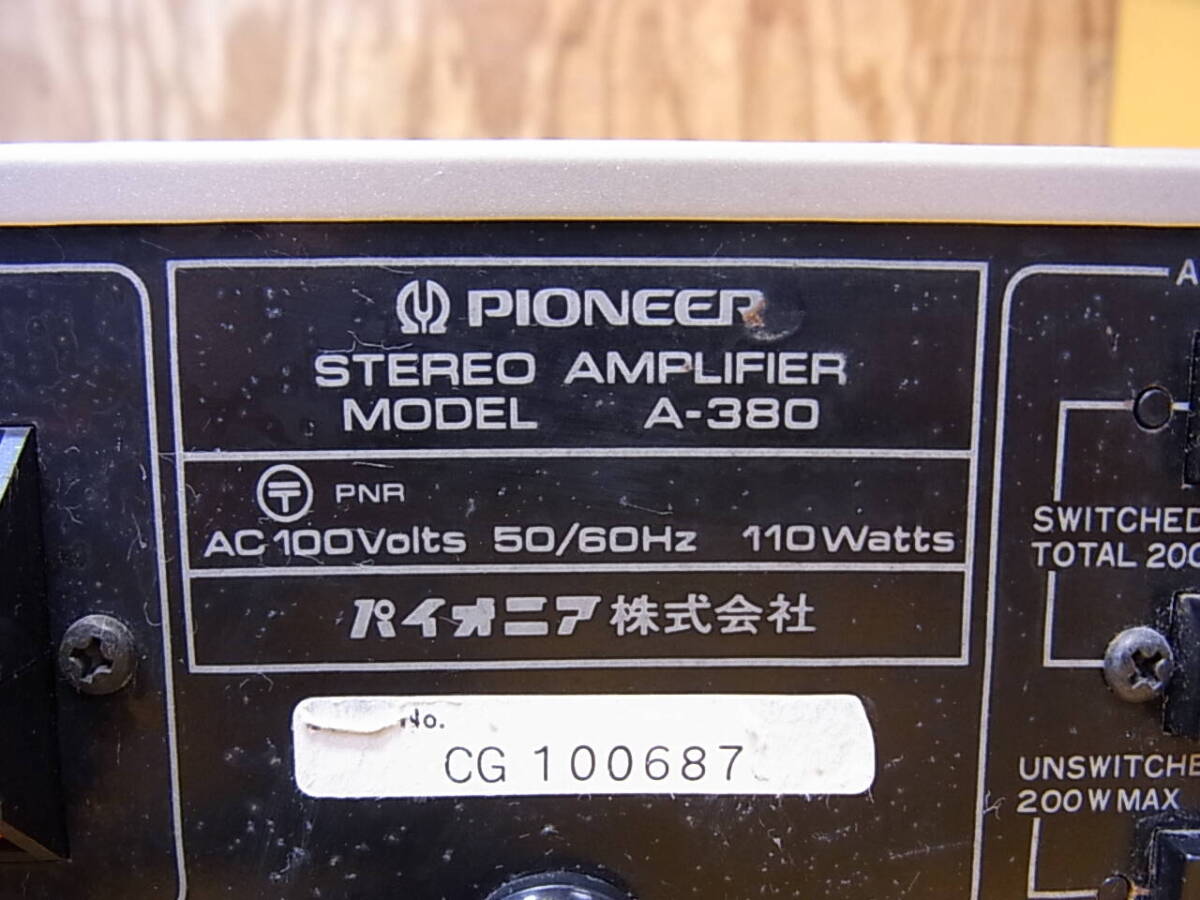 PIONEER
STEREO AMPLIFIER
MODEL A-380
〒 PNR
AC 100Volts 50/60Hz 110Watts
パイオニア株式会社
No.
CG 100687
A
SWITCHED
TOTAL 200
UNSWITCHE
200W MAX